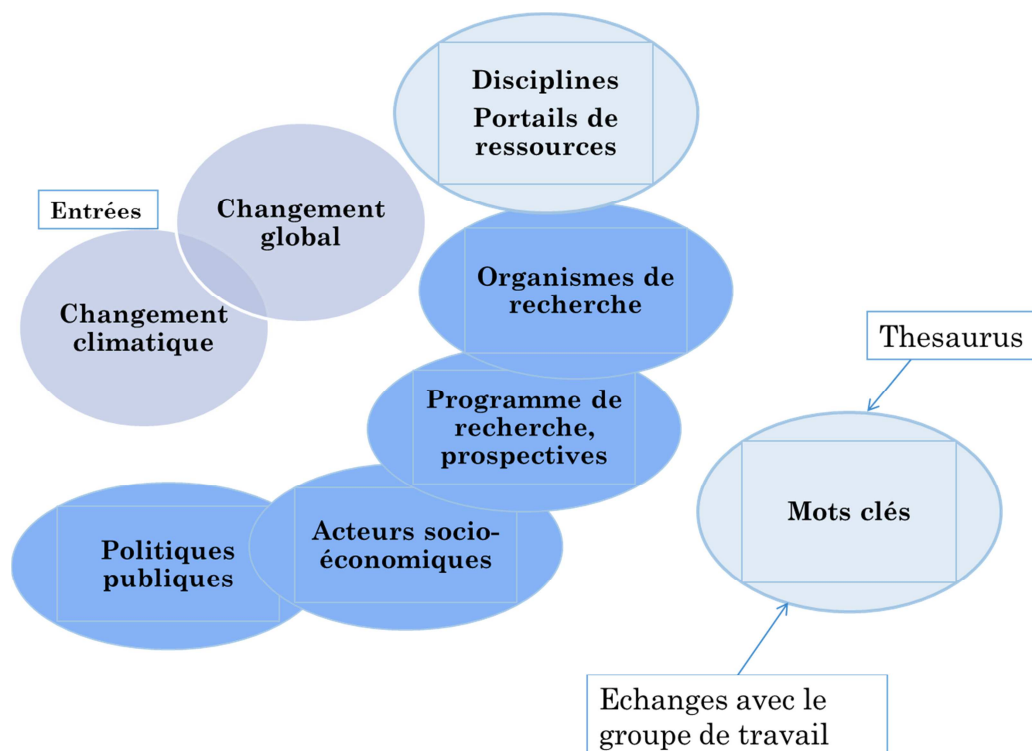 Disciplines
Portails de
ressources
Entrées
Changement
global
Changement
climatique
Organismes de
recherche
Programme de
recherche,
prospectives
Acteurs socio-
économiques
Politiques
publiques
Thesaurus
Mots clés
Echanges avec le
groupe de travail